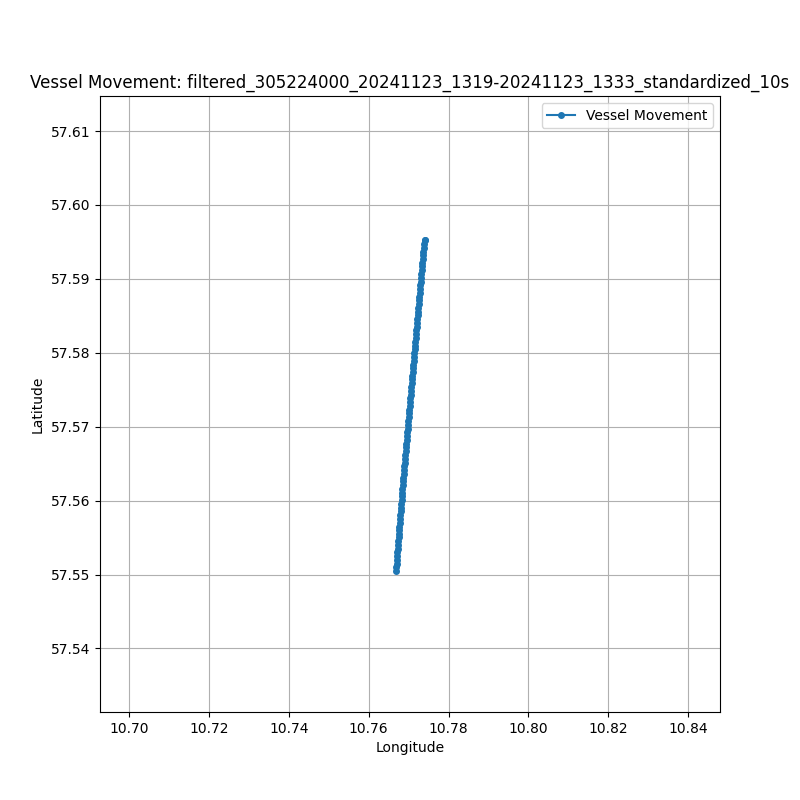 Vessel Movement: filtered_305224000_20241123_1319-20241123_1333_standardized_10s
Vessel Movement
57.61
57.60
57.59
57.58
57.57
57.56
57.55
57.54
Latitude
10.70 10.72 10.74 10.76 10.78 10.80 10.82 10.84
Longitude